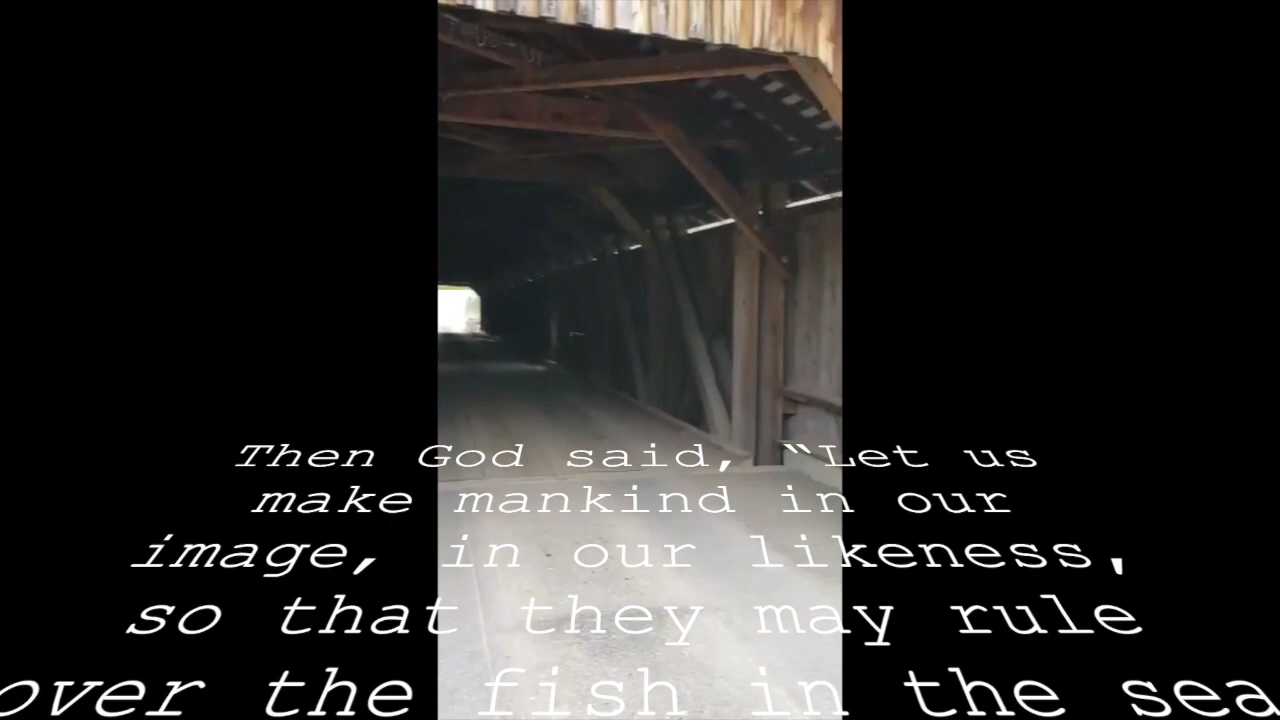 Then God said, “Let us
make mankind in our
image, in our likeness,
so that they may rule
over the fish in the sea